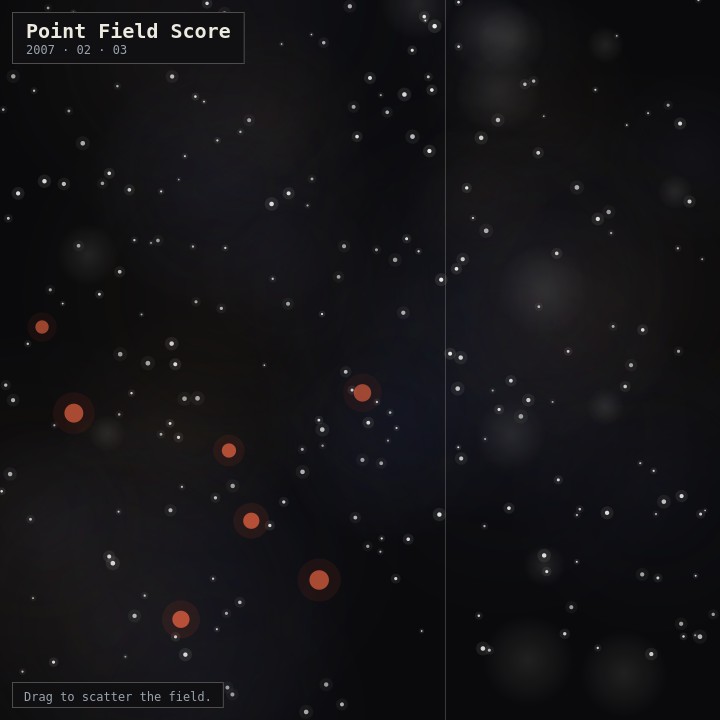 Point Field Score
2007 · 02 · 03
Drag to scatter the field.